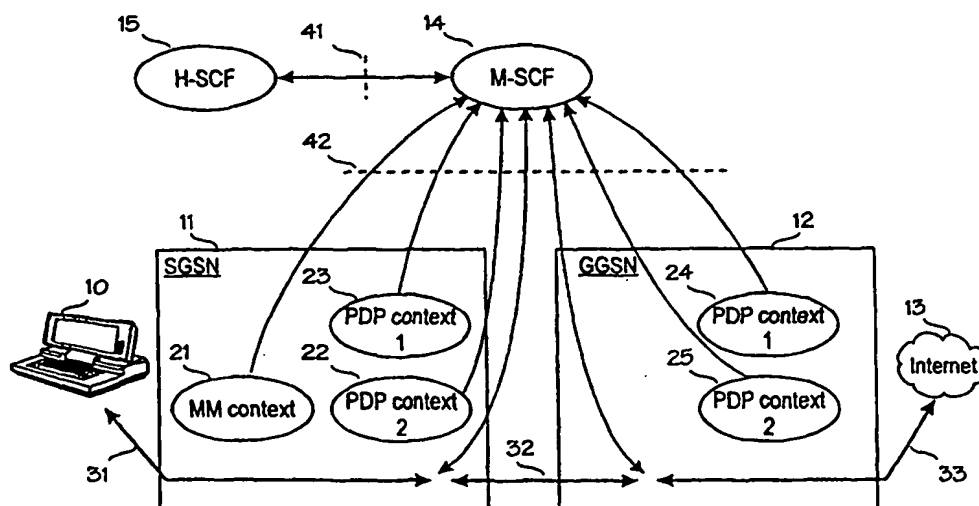 15
41
14
H-SCF
M-SCF
42
11
12
SGSN
GGSN
10
23
24
13
PDP context
1
PDP context
1
Internet
21
22
25
MM context
PDP context
2
PDP context
2
31
32
33